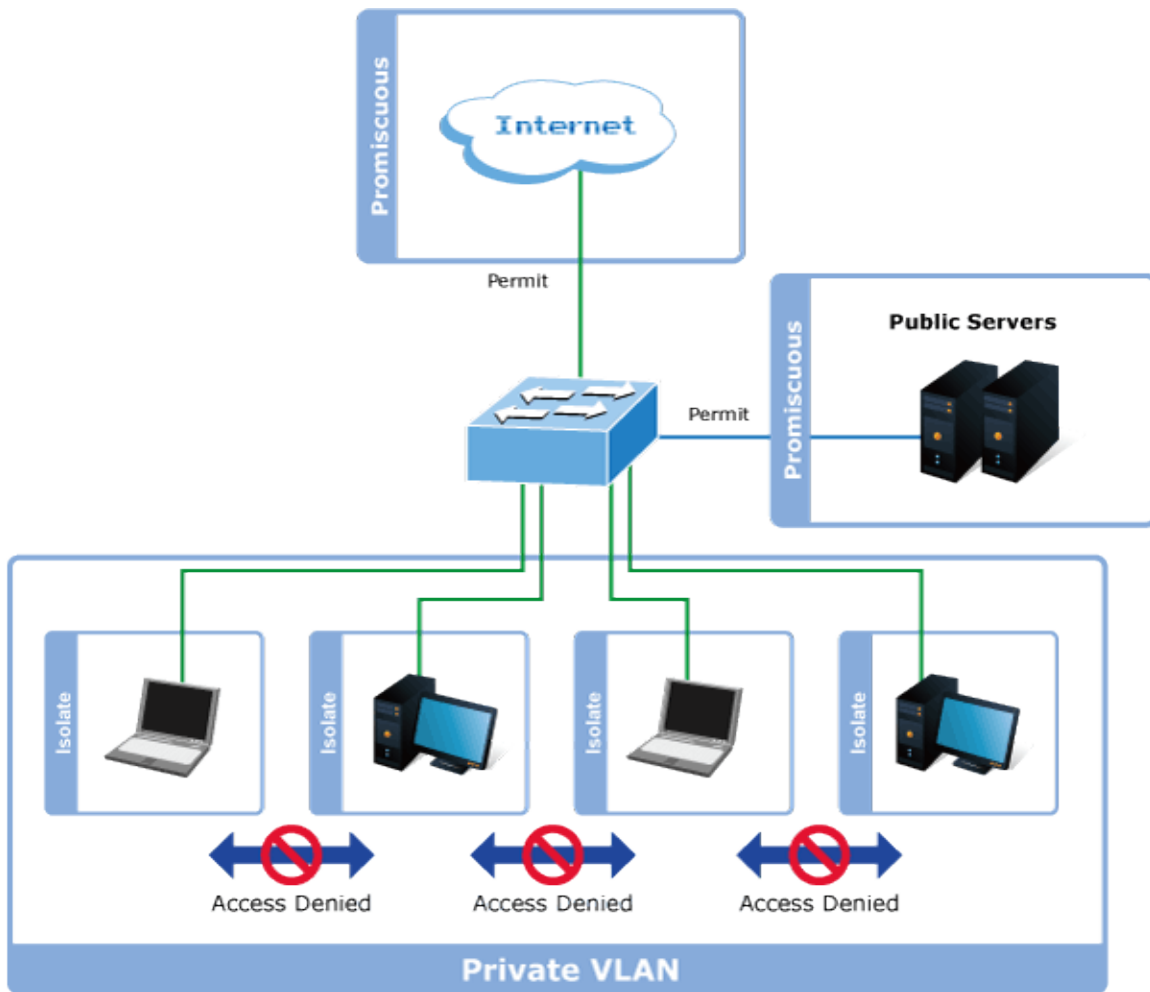 Promiscuous
Internet
Permit
Promiscuous
Public Servers
Permit
Isolate
Isolate
Isolate
Isolate
Access Denied
Access Denied
Access Denied
Private VLAN